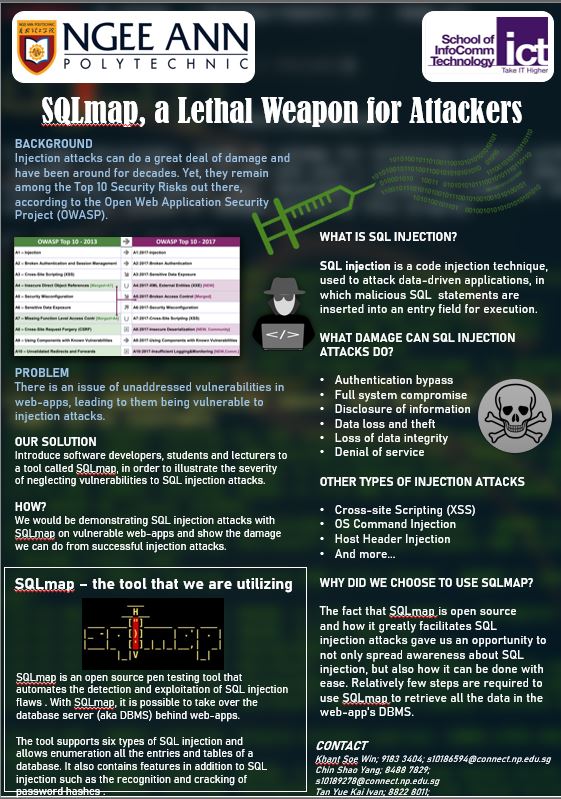 NGEE ANN
POLYTECHNIC
School of
InfoComm
Technology
ict
Take IT Higher
SQLmap, a Lethal Weapon for Attackers
BACKGROUND
Injection attacks can do a great deal of damage and
have been around for decades. Yet, they remain
among the Top 10 Security Risks out there,
according to the Open Web Application Security
Project (OWASP).
OWASP Top 10 - 2013 → OWASP Top 10 - 2017
A1 – Injection → A1:2017-Injection
A2 – Broken Authentication and Session Management → A2:2017-Broken Authentication
A3 – Cross-Site Scripting (XSS) A3:2017-Sensitive Data Exposure
A4 – Insecure Direct Object References [Merged+A7] U A4:2017-XML External Entities (XXE) [NEW]
A5 – Security Misconfiguration A5:2017-Broken Access Control [Merged]
A6 – Sensitive Data Exposure A6:2017-Security Misconfiguration
A7 – Missing Function Level Access Contr [Merged+A4] U A7:2017-Cross-Site Scripting (XSS)
A8 – Cross-Site Request Forgery (CSRF) A8:2017-Insecure Deserialization [NEW, Community]
A9 – Using Components with Known Vulnerabilities → A9:2017-Using Components with Known Vulnerabilities
A10 – Unvalidated Redirects and Forwards A10:2017-Insufficient Logging&Monitoring [NEW,Comm.]
</>
PROBLEM
There is an issue of unaddressed vulnerabilities in
web-apps, leading to them being vulnerable to
injection attacks.
OUR SOLUTION
Introduce software developers, students and lecturers to
a tool called SQLmap, in order to illustrate the severity
of neglecting vulnerabilities to SQL injection attacks.
HOW?
We would be demonstrating SQL injection attacks with
SQLmap on vulnerable web-apps and show the damage
we can do from successful injection attacks.
SQLmap – the tool that we are utilizing
SQLmap is an open source pen testing tool that
automates the detection and exploitation of SQL injection
flaws . With SQLmap, it is possible to take over the
database server (aka DBMS) behind web-apps.
The tool supports six types of SQL injection and
allows enumeration all the entries and tables of a
database. It also contains features in addition to SQL
injection such as the recognition and cracking of
password hashes .
WHAT IS SQL INJECTION?
SQL injection is a code injection technique,
used to attack data-driven applications, in
which malicious SQL statements are
inserted into an entry field for execution.
WHAT DAMAGE CAN SQL INJECTION
ATTACKS DO?
• Authentication bypass
• Full system compromise
• Disclosure of information
• Data loss and theft
• Loss of data integrity
• Denial of service
OTHER TYPES OF INJECTION ATTACKS
• Cross-site Scripting (XSS)
• OS Command Injection
• Host Header Injection
• And more...
WHY DID WE CHOOSE TO USE SQLMAP?
The fact that SQLmap is open source
and how it greatly facilitates SQL
injection attacks gave us an opportunity to
not only spread awareness about SQL
injection, but also how it can be done with
ease. Relatively few steps are required to
use SQLmap to retrieve all the data in the
web-app's DBMS.
CONTACT
Khant Soe Win; 9183 3404; s10186594@connect.np.edu.sg
Chin Shao Yang; 8488 7829;
s10189278@connect.np.edu.sg
Tan Yue Kai Ivan; 8822 8011;